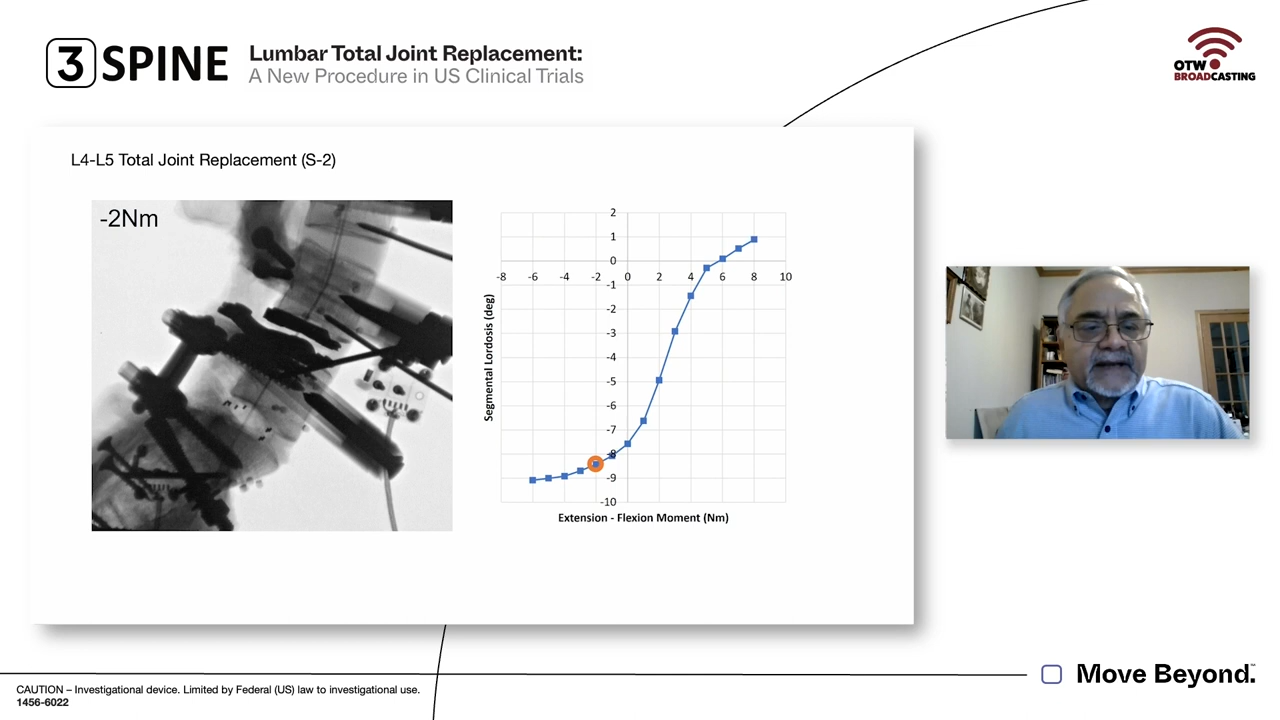 3SPINE
Lumbar Total Joint Replacement:
A New Procedure in US Clinical Trials
OTW
BROADCASTING
L4-L5 Total Joint Replacement (S-2)
-2Nm
2
1
0
-8 -6 -4 -2 0 2 4 6 8 10
-1
-2
-3
-4
-5
-6
-7
-8
-9
-10
Segmental Lordosis (deg)
Extension - Flexion Moment (Nm)
Move Beyond.™
CAUTION – Investigational device. Limited by Federal (US) law to investigational use.
1456-6022